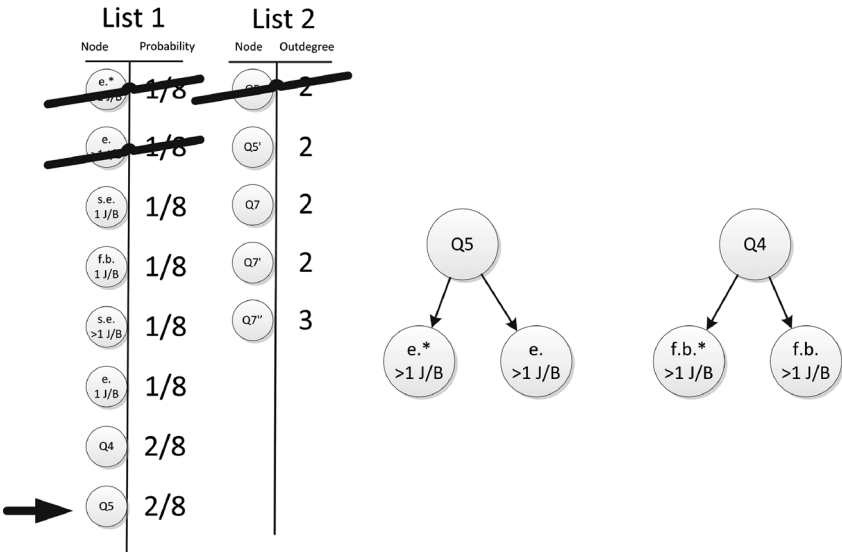 List 1 List 2
Node Probability Node Outdegree
e.* 1/8 2
e. 1/8 Q5' 2
s.e. 1 J/B 1/8 Q7 2
f.b. 1 J/B 1/8 Q7' 2
s.e. >1 J/B 1/8 Q7'' 3
e. 1 J/B 1/8
Q4 2/8
Q5 2/8
Q5
e.* >1 J/B
e. >1 J/B
Q4
f.b.* >1 J/B
f.b. >1 J/B